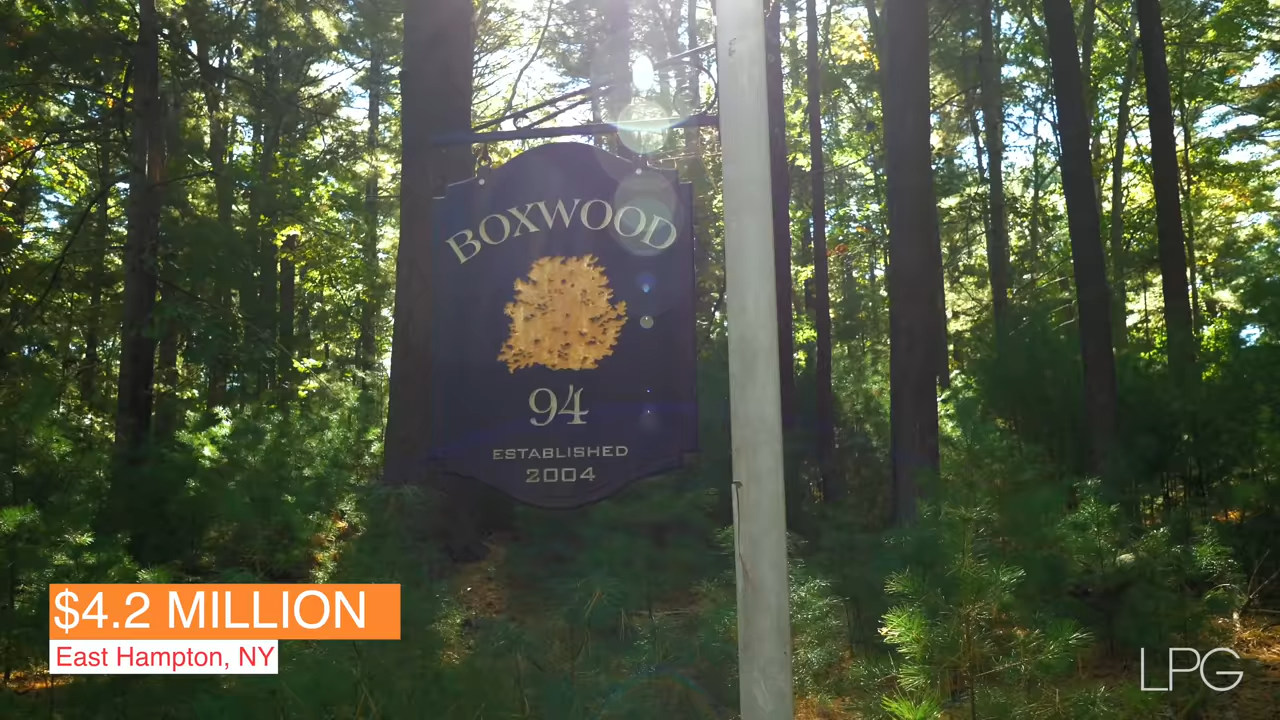 BOXWOOD
94
ESTABLISHED
2004
$4.2 MILLION
East Hampton, NY
LPG